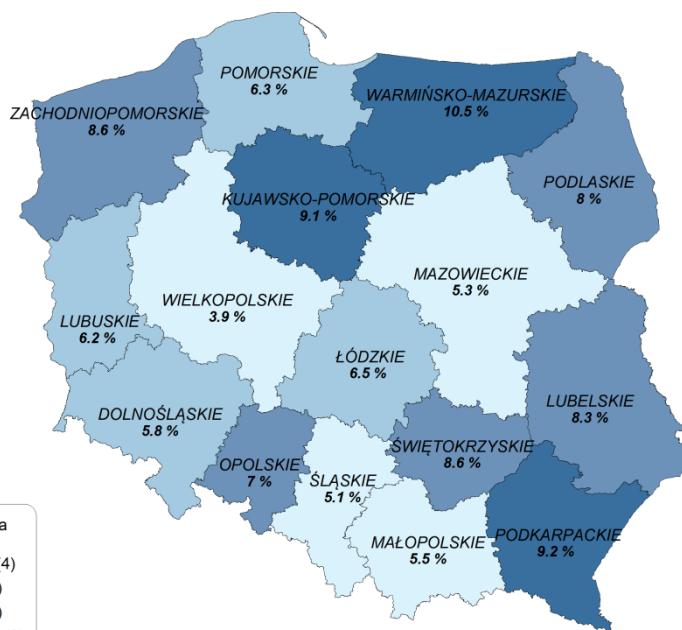 POMORSKIE
6.3 %
WARMIŃSKO-MAZURSKIE
10.5 %
ZACHODNIOPOMORSKIE
8.6 %
PODLASKIE
8 %
KUJAWSKO-POMORSKIE
9.1 %
MAZOWIECKIE
5.3 %
WIELKOPOLSKIE
3.9 %
LUBUSKIE
6.2 %
ŁÓDZKIE
6.5 %
LUBELSKIE
8.3 %
DOLNOŚLĄSKIE
5.8 %
ŚWIĘTOKRZYSKIE
8.6 %
OPOLSKIE
7 %
ŚLĄSKIE
5.1 %
PODKARPACKIE
9.2 %
MAŁOPOLSKIE
5.5 %
a
4)
)
)